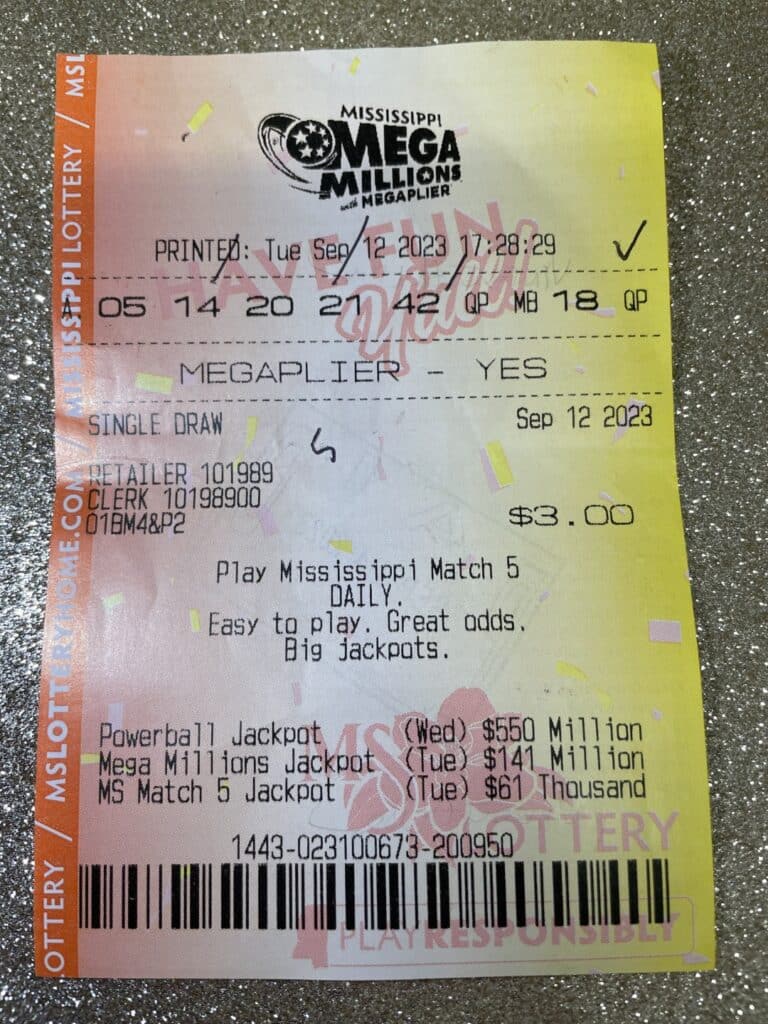 MISSISSIPPI
MEGA
MILLIONS
with MEGAPLIER
PRINTED: Tue Sep 12 2023 17:28:29
HAVE FUN
Y'all!
A 05 14 20 21 42 QP MB 18 QP
MEGAPLIER - YES
SINGLE DRAW Sep 12 2023
5
RETAILER 101989
CLERK 10198900
01BM4&P2 $3.00
Play Mississippi Match 5
DAILY.
Easy to play. Great odds.
Big jackpots.
Powerball Jackpot (Wed) $550 Million
Mega Millions Jackpot (Tue) $141 Million
MS Match 5 Jackpot (Tue) $61 Thousand
MS
LOTTERY
1443-023100673-200950
PLAY RESPONSIBLY
OTTERY / MSLOTTERYHOME.COM / MISSISSIPPI LOTTERY / MSL